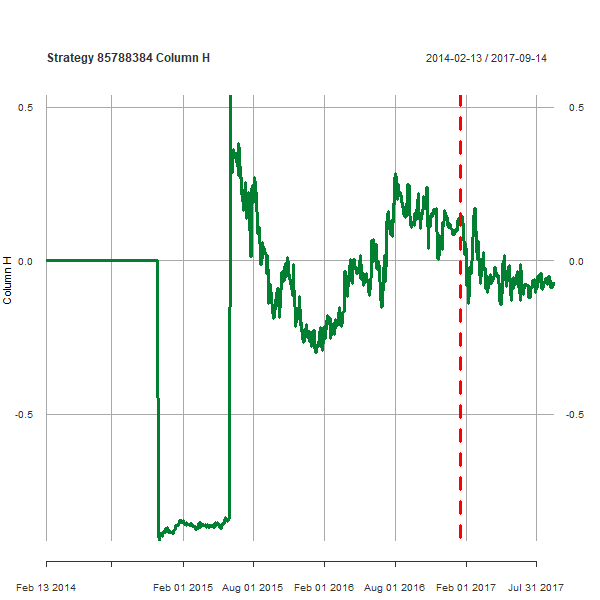 Strategy 85788384 Column H
2014-02-13 / 2017-09-14
0.5
0.5
0.0
0.0
-0.5
-0.5
Column H
Feb 13 2014
Feb 01 2015
Aug 01 2015
Feb 01 2016
Aug 01 2016
Feb 01 2017
Jul 31 2017